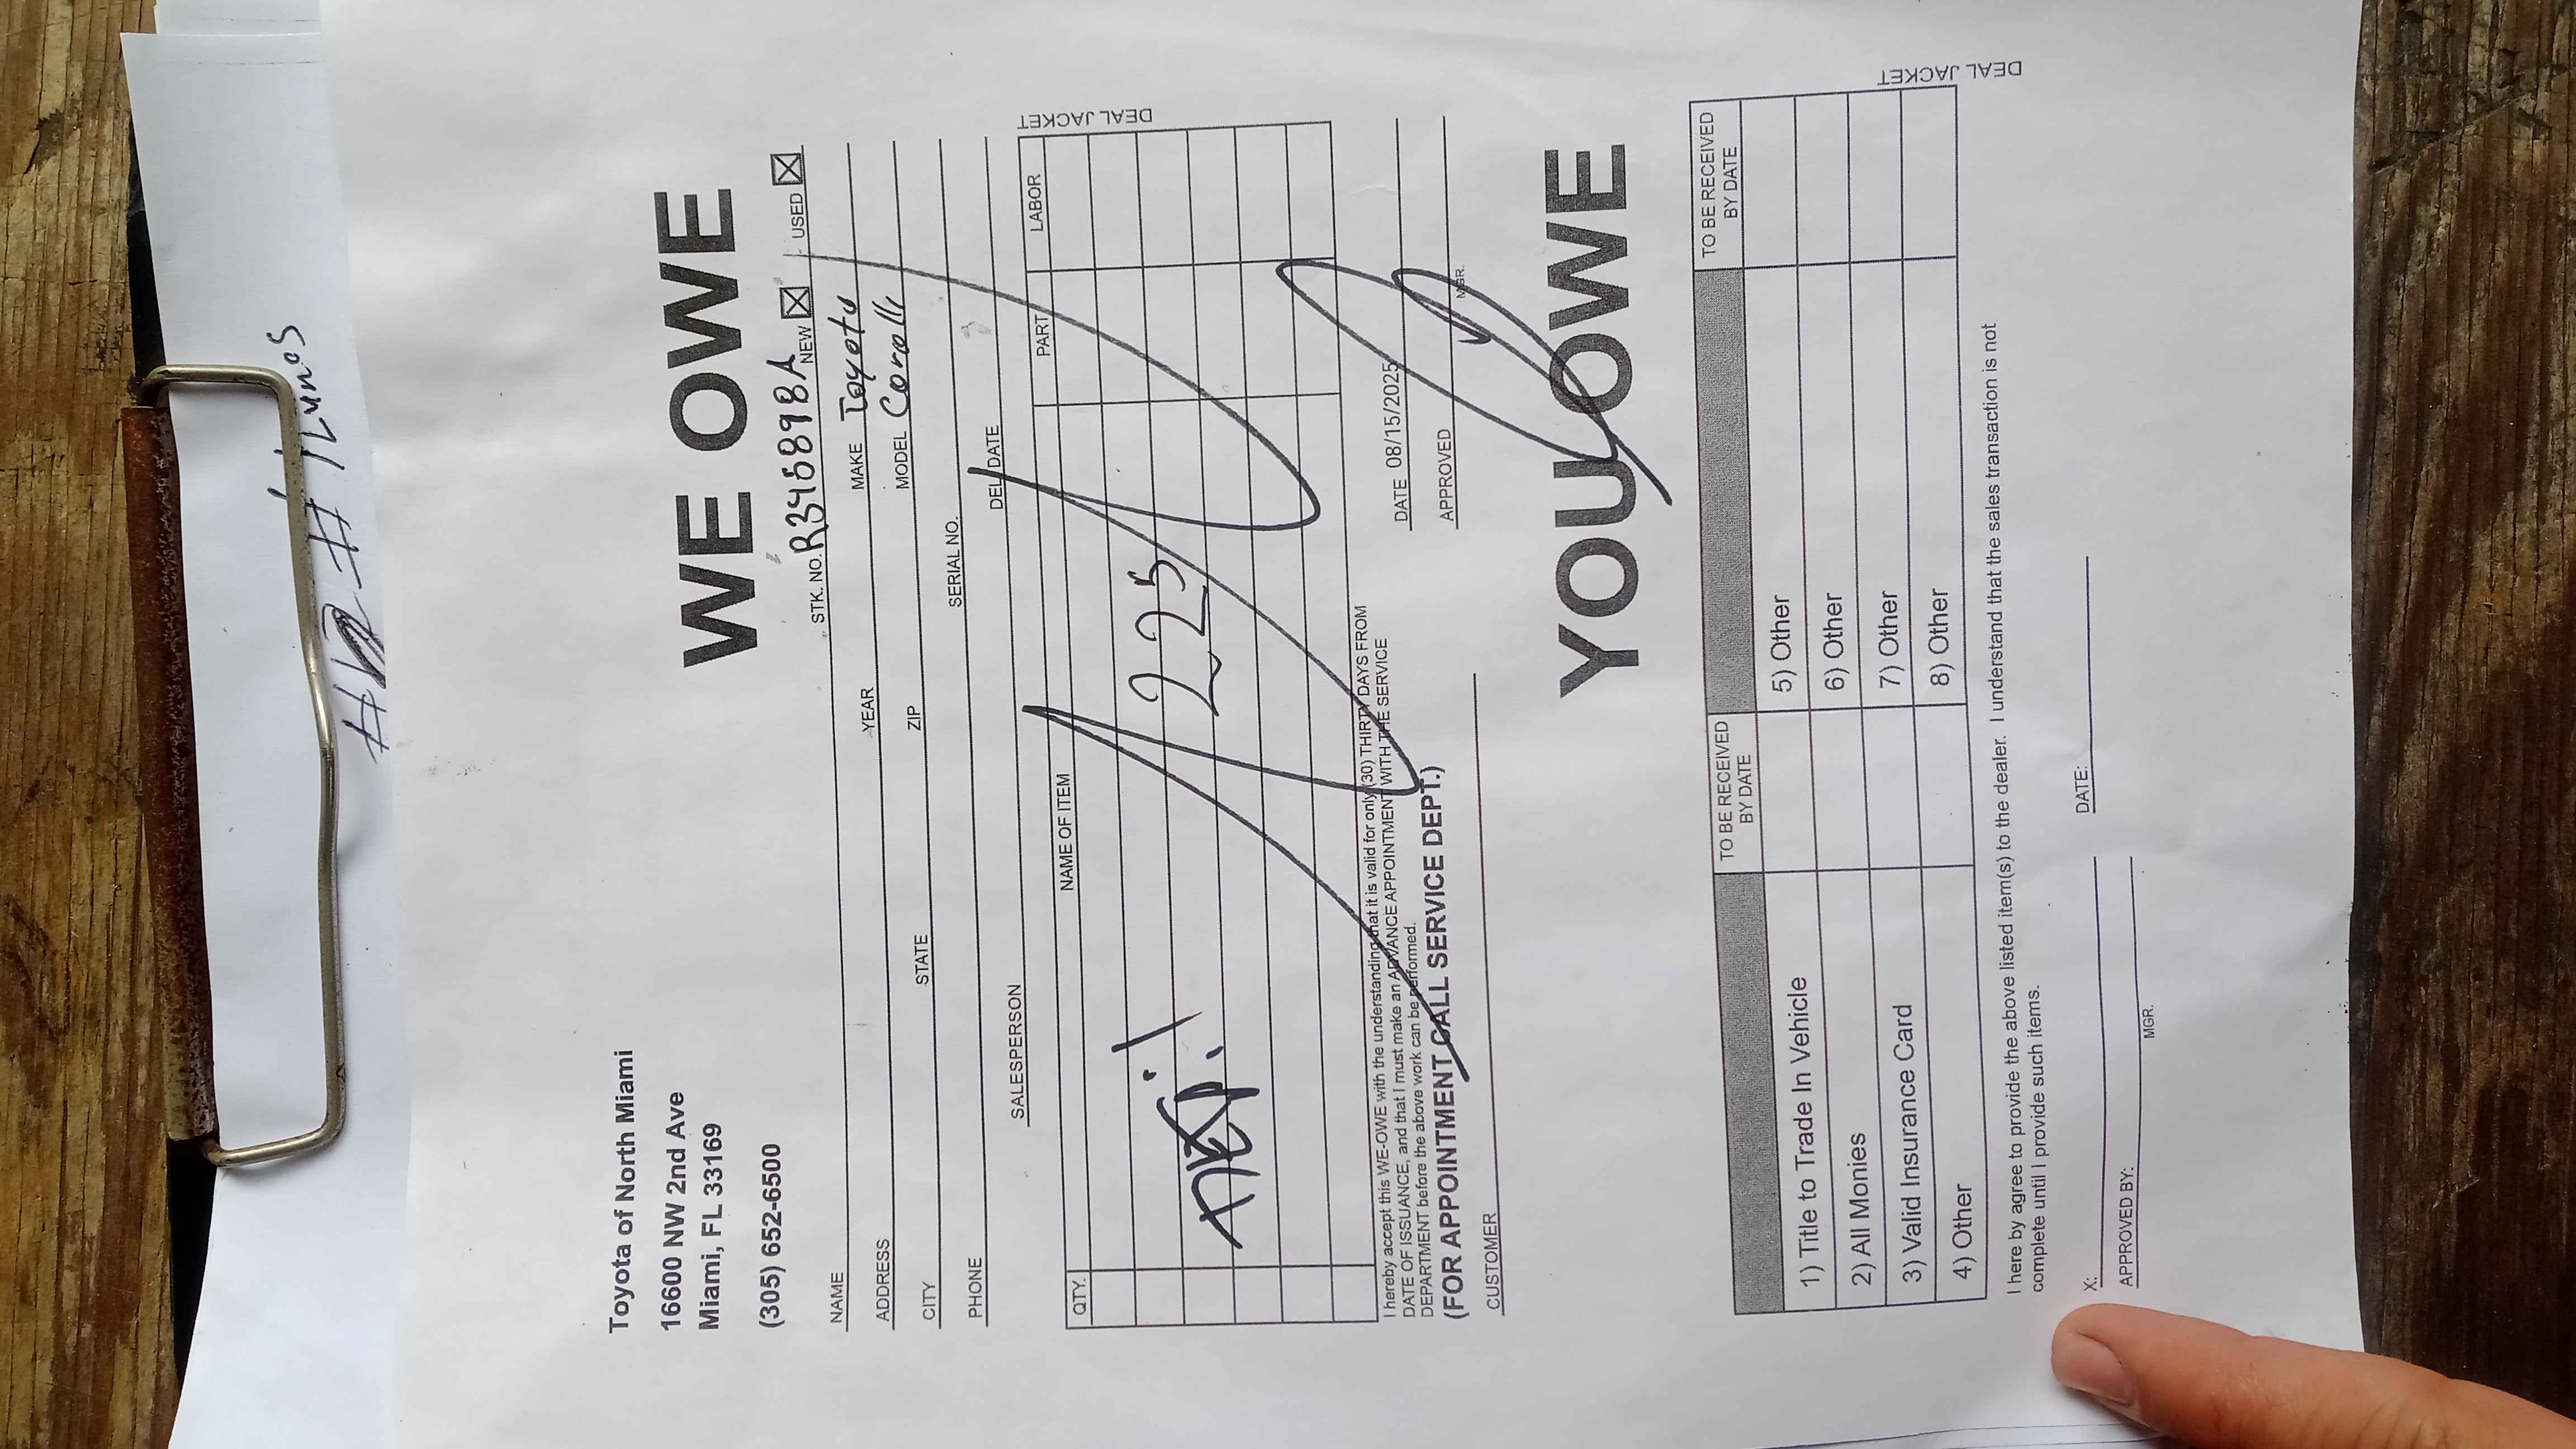 Toyota of North Miami
16600 NW 2nd Ave
Miami, FL 33169
(305) 652-6500
WE OWE
STK. NO. NEW ☒ USED ☒
NAME YEAR MAKE Toyota
ADDRESS ZIP MODEL Corolla
CITY STATE
SERIAL NO.
PHONE
DEL DATE
SALESPERSON
QTY. NAME OF ITEM PART LABOR
DEAL JACKET
225
I hereby accept this WE-OWE with the understanding that it is valid for only (30) THIRTY DAYS FROM
DATE OF ISSUANCE, and that I must make an ADVANCE APPOINTMENT WITH THE SERVICE
DEPARTMENT before the above work can be performed.
(FOR APPOINTMENT CALL SERVICE DEPT.)
DATE 08/15/2025
CUSTOMER
APPROVED
MGR.
YOU OWE
TO BE RECEIVED BY DATE
TO BE RECEIVED BY DATE
1) Title to Trade In Vehicle
5) Other
2) All Monies
6) Other
3) Valid Insurance Card
7) Other
4) Other
8) Other
DEAL JACKET
DEAL JACKET
I here by agree to provide the above listed item(s) to the dealer. I understand that the sales transaction is not
complete until I provide such items.
X:
DATE:
APPROVED BY:
MGR.